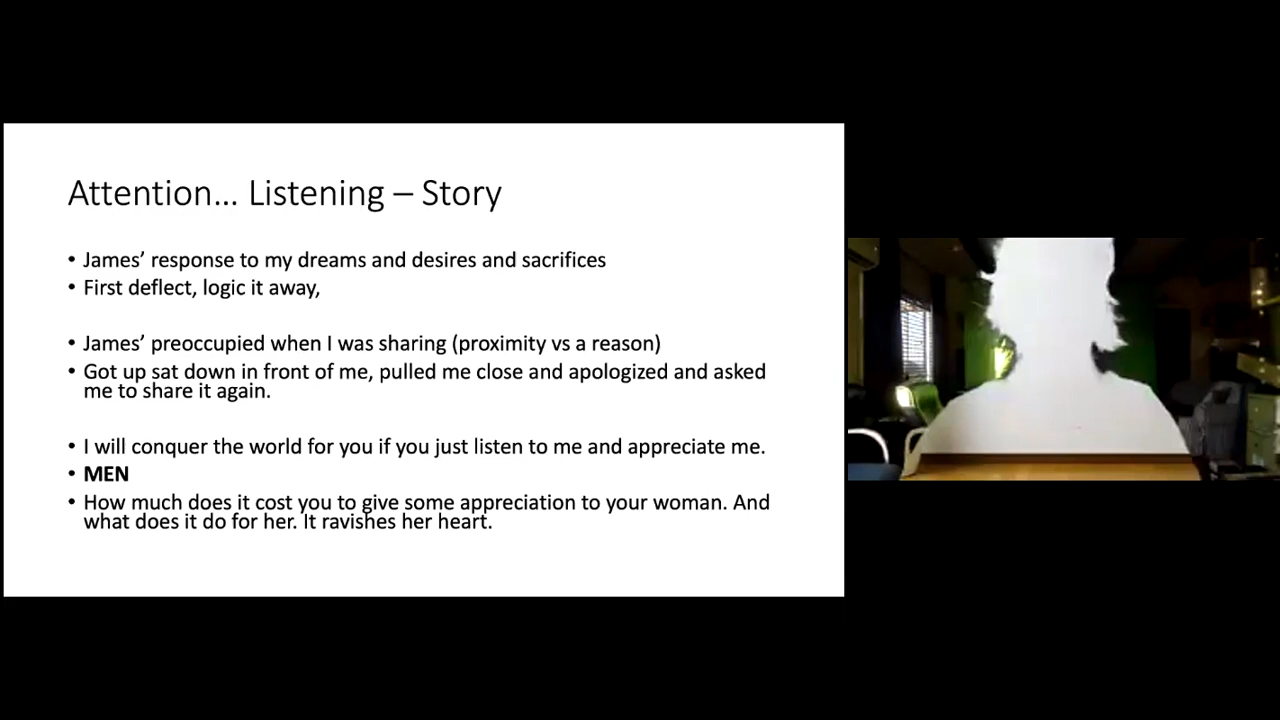 Attention... Listening – Story
• James’ response to my dreams and desires and sacrifices
• First deflect, logic it away,
• James’ preoccupied when I was sharing (proximity vs a reason)
• Got up sat down in front of me, pulled me close and apologized and asked
me to share it again.
• I will conquer the world for you if you just listen to me and appreciate me.
• MEN
• How much does it cost you to give some appreciation to your woman. And
what does it do for her. It ravishes her heart.